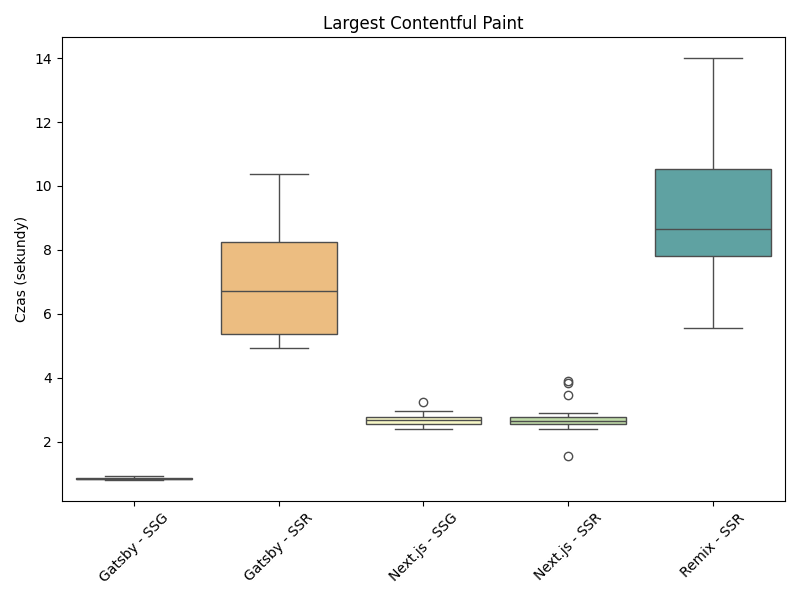 Largest Contentful Paint
Czas (sekundy)
14
12
10
8
6
4
2
Gatsby - SSG
Gatsby - SSR
Next.js - SSG
Next.js - SSR
Remix - SSR